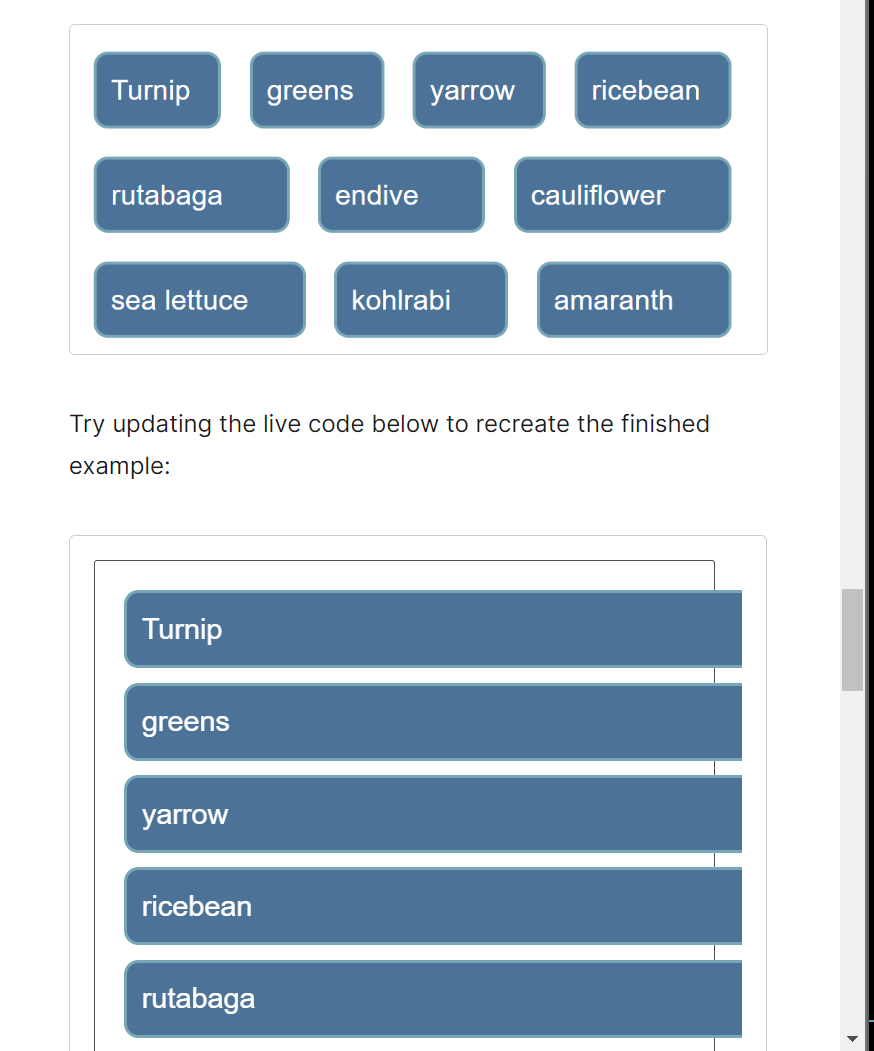 Turnip greens yarrow ricebean
rutabaga endive cauliflower
sea lettuce kohlrabi amaranth
Try updating the live code below to recreate the finished
example:
Turnip
greens
yarrow
ricebean
rutabaga